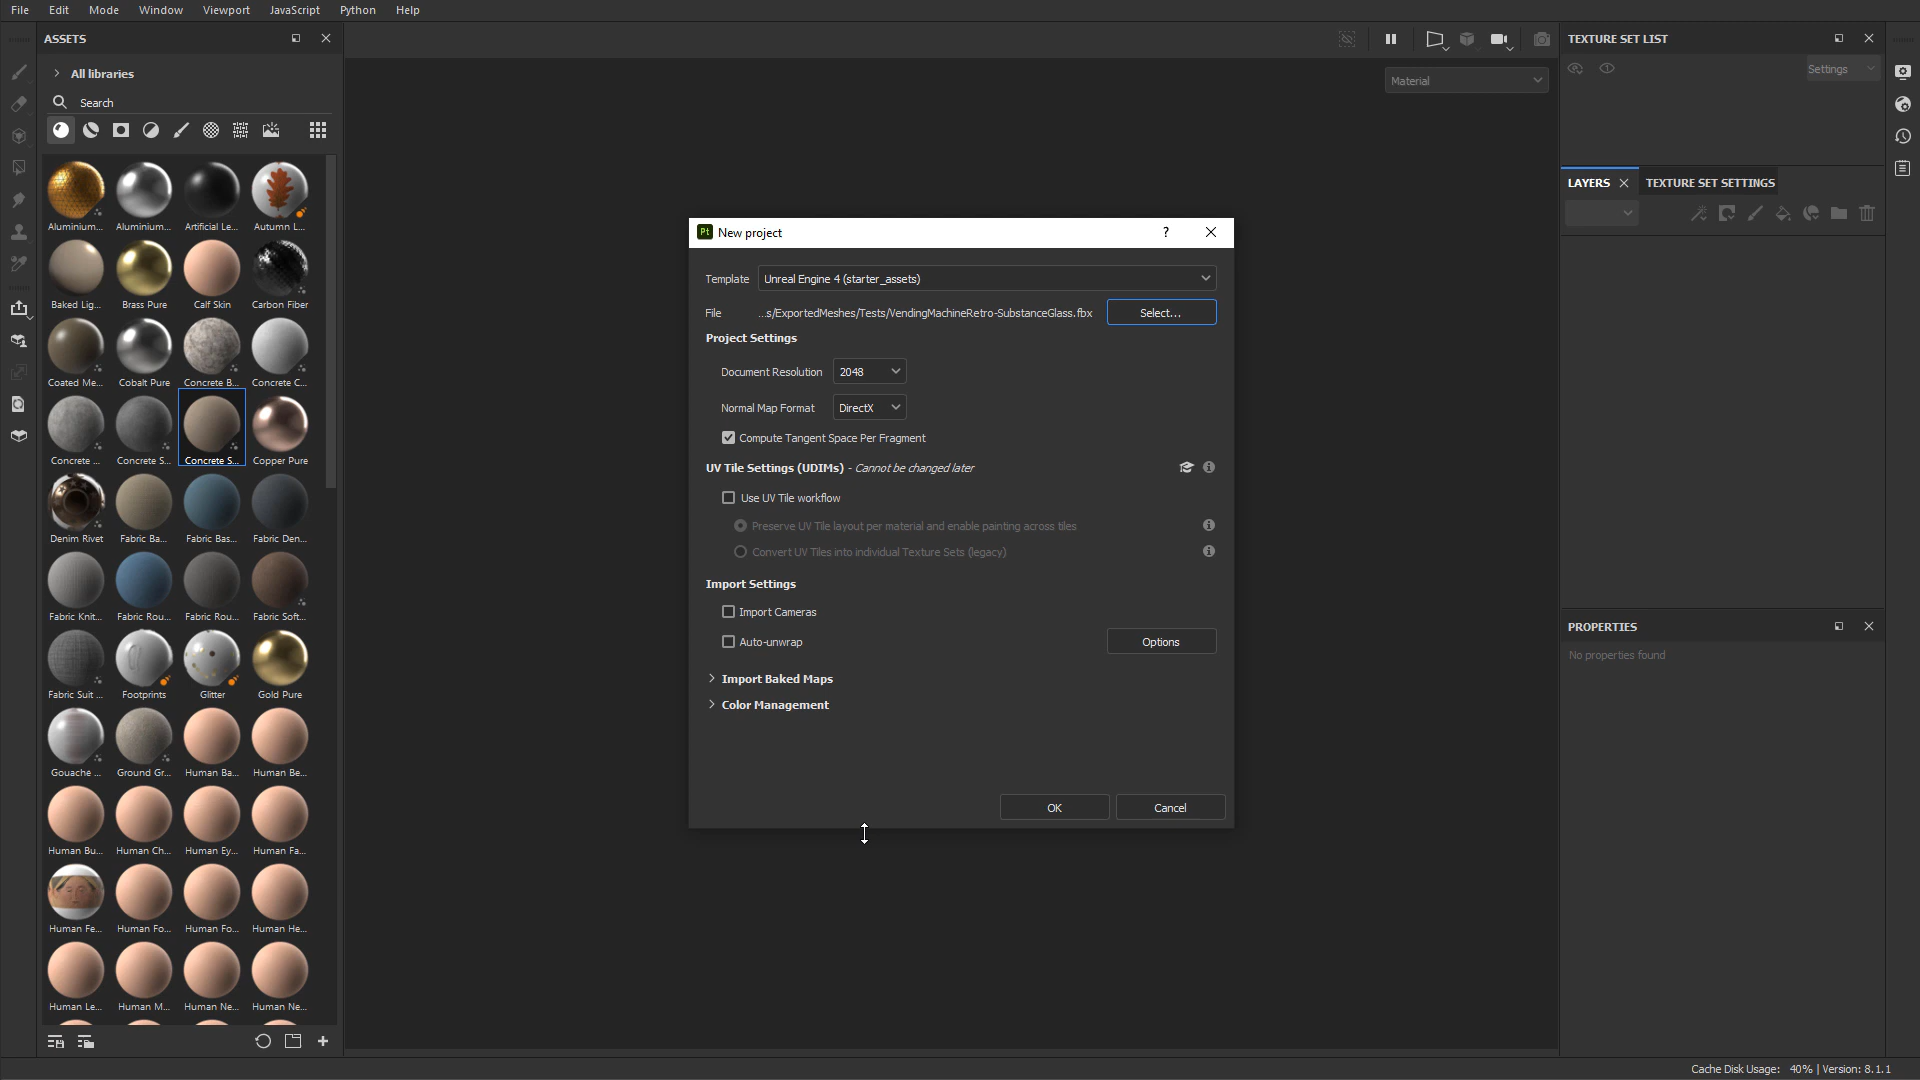 File Edit Mode Window Viewport JavaScript Python Help
ASSETS
All libraries
Search
Aluminium... Aluminium... Artificial Le... Autumn L...
Baked Lig... Brass Pure Calf Skin Carbon Fiber
Coated Me... Cobalt Pure Concrete B... Concrete C...
Concrete ... Concrete S... Concrete S... Copper Pure
Denim Rivet Fabric Ba... Fabric Bas... Fabric Den...
Fabric Knit... Fabric Rou... Fabric Rou... Fabric Soft...
Fabric Suit ... Footprints Glitter Gold Pure
Gouache ... Ground Gr... Human Ba... Human Be...
Human Bu... Human Ch... Human Ey... Human Fa...
Human Fe... Human Fo... Human Fo... Human He...
Human Le... Human M... Human Ne... Human Ne...
Material
Pt New project ?
Template Unreal Engine 4 (starter_assets)
File ...s/ExportedMeshes/Tests/VendingMachineRetro-SubstanceGlass.fbx Select...
Project Settings
Document Resolution 2048
Normal Map Format DirectX
Compute Tangent Space Per Fragment
UV Tile Settings (UDIMs) - Cannot be changed later
Use UV Tile workflow
Preserve UV Tile layout per material and enable painting across tiles
Convert UV Tiles into individual Texture Sets (legacy)
Import Settings
Import Cameras
Auto-unwrap Options
Import Baked Maps
Color Management
OK Cancel
TEXTURE SET LIST
Settings
LAYERS TEXTURE SET SETTINGS
PROPERTIES
No properties found
Cache Disk Usage: 40% | Version: 8.1.1